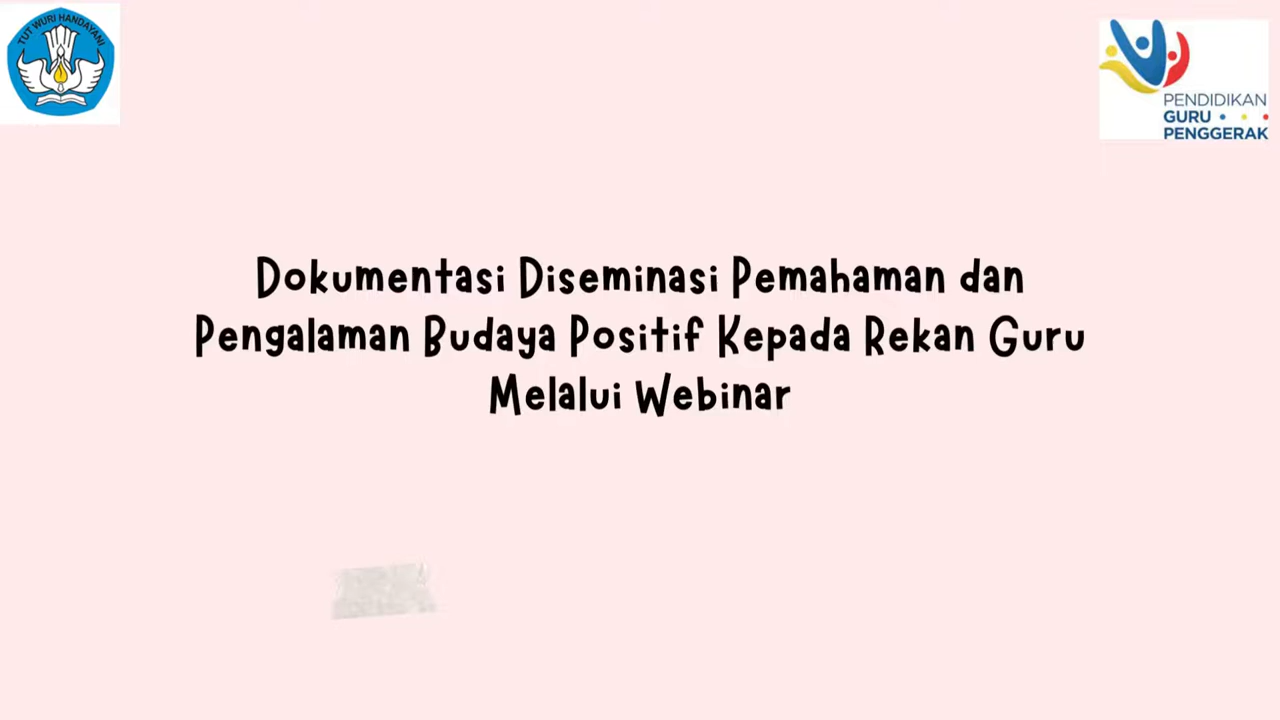 TUT WURI HANDAYANI
PENDIDIKAN
GURU
PENGGERAK
Dokumentasi Diseminasi Pemahaman dan
Pengalaman Budaya Positif Kepada Rekan Guru
Melalui Webinar